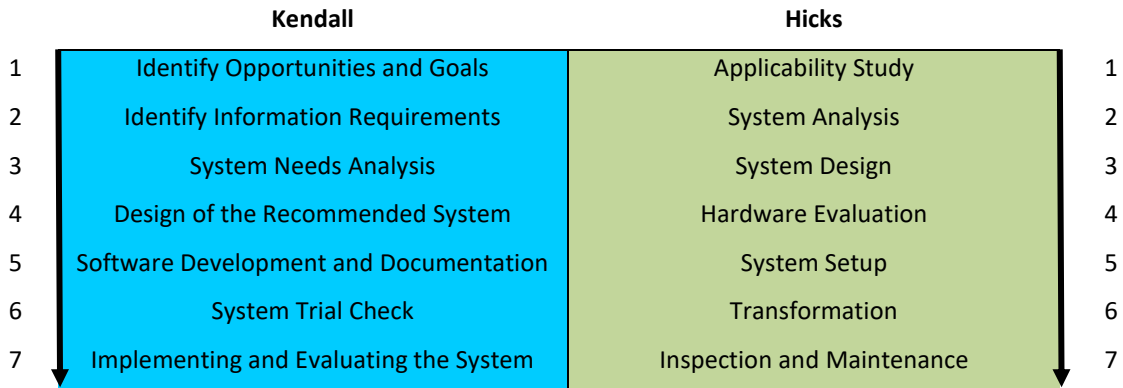 Kendall Hicks
1 Identify Opportunities and Goals Applicability Study 1
2 Identify Information Requirements System Analysis 2
3 System Needs Analysis System Design 3
4 Design of the Recommended System Hardware Evaluation 4
5 Software Development and Documentation System Setup 5
6 System Trial Check Transformation 6
7 Implementing and Evaluating the System Inspection and Maintenance 7